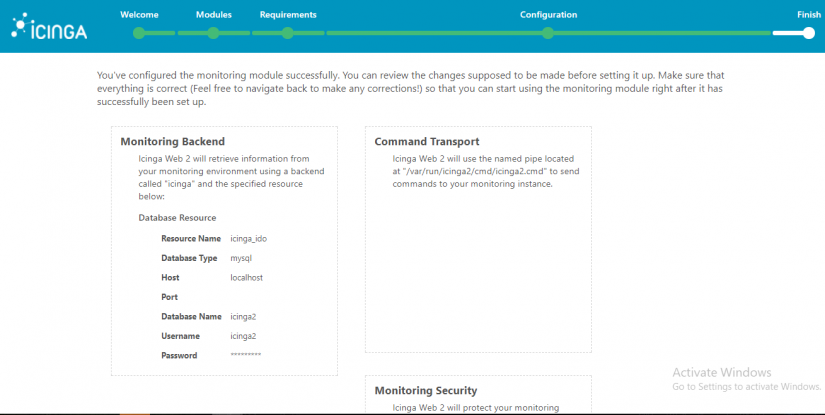 Welcome
Modules
Requirements
Configuration
Finish
ICINGA
You've configured the monitoring module successfully. You can review the changes supposed to be made before setting it up. Make sure that
everything is correct (Feel free to navigate back to make any corrections!) so that you can start using the monitoring module right after it has
successfully been set up.
Monitoring Backend
Icinga Web 2 will retrieve information from
your monitoring environment using a backend
called "icinga" and the specified resource
below:
Database Resource
Resource Name icinga_ido
Database Type mysql
Host localhost
Port
Database Name icinga2
Username icinga2
Password *********
Command Transport
Icinga Web 2 will use the named pipe located
at "/var/run/icinga2/cmd/icinga2.cmd" to send
commands to your monitoring instance.
Monitoring Security
Icinga Web 2 will protect your monitoring
Activate Windows
Go to Settings to activate Windows.